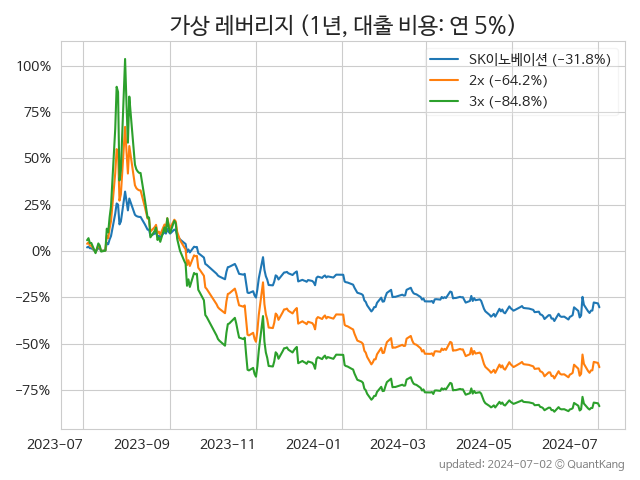 가상 레버리지 (1년, 대출 비용: 연 5%)
SK이노베이션 (−31.8%)
2x (−64.2%)
3x (−84.8%)
100%
75%
50%
25%
0%
−25%
−50%
−75%
2023-07 2023-09 2023-11 2024-01 2024-03 2024-05 2024-07
updated: 2024-07-02 © QuantKang